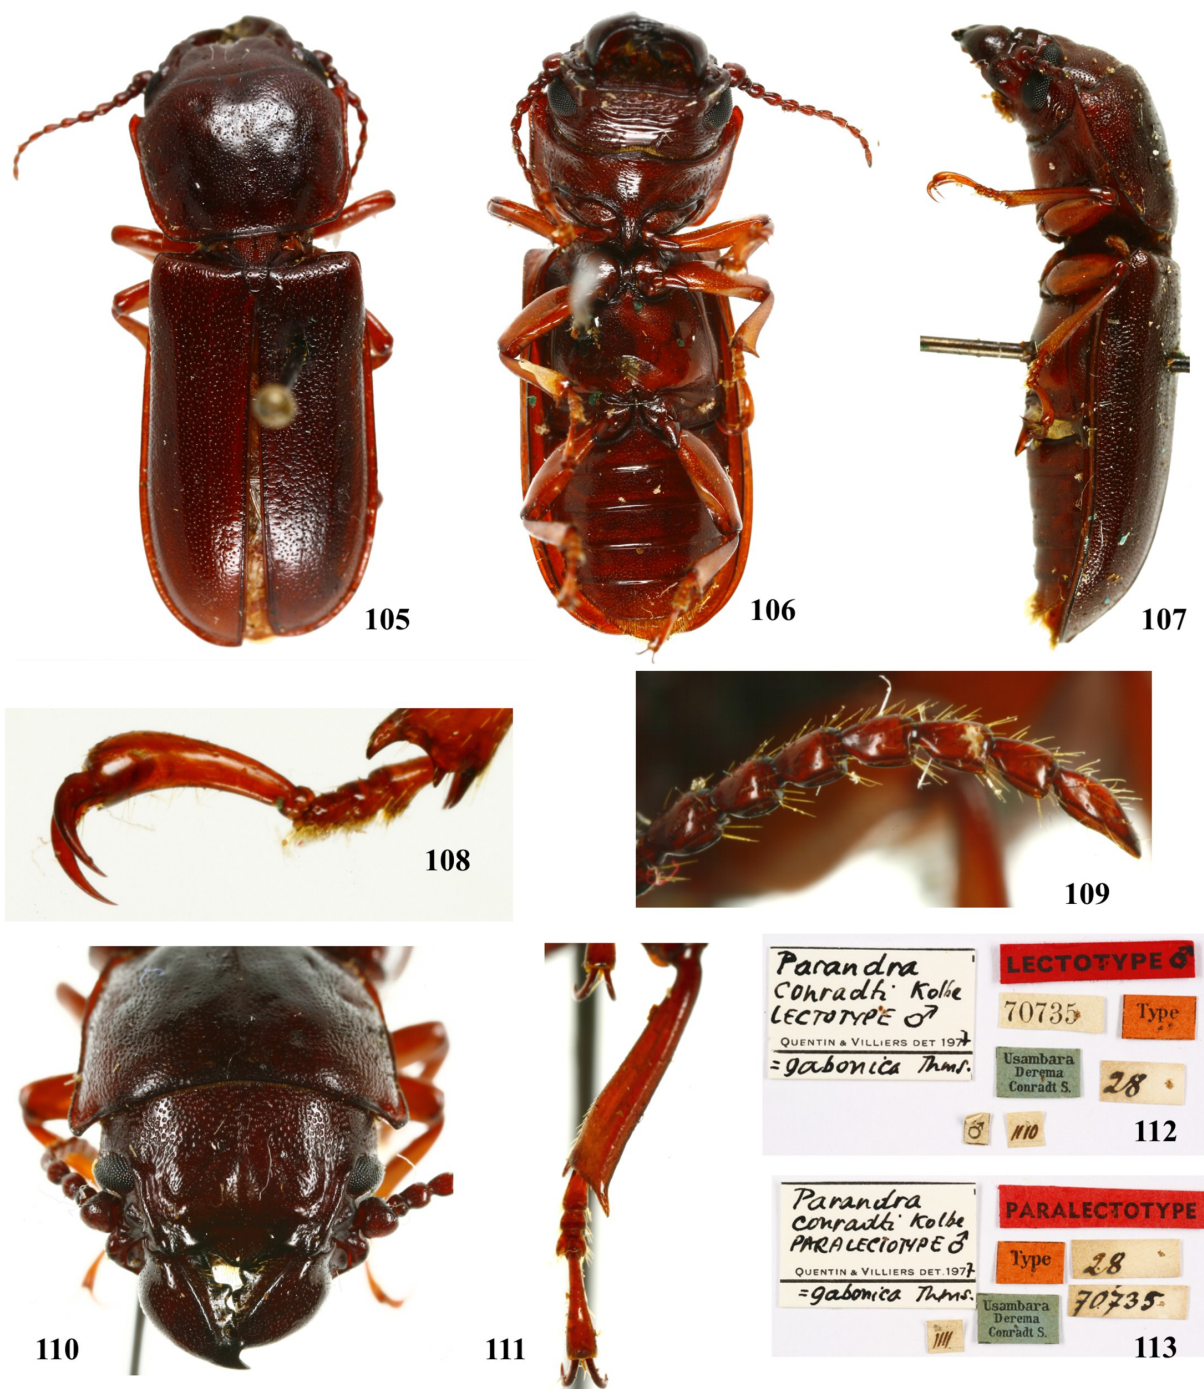 105
106
107
108
109
110
111
Parandra
conradti Kolbe
LECTOTYPE ♂
QUENTIN & VILLIERS DET 1977
= gabonica Thms.
LECTOTYPE ♂
70735
Type
Usambara
Derema
Conradt S.
28
♂
1110
112
Parandra
conradti Kolbe
PARALECTOTYPE ♂
QUENTIN & VILLIERS DET. 1977
= gabonica Thms.
PARALECTOTYPE
Type
28
70735
Usambara
Derema
Conradt S.
1111
113